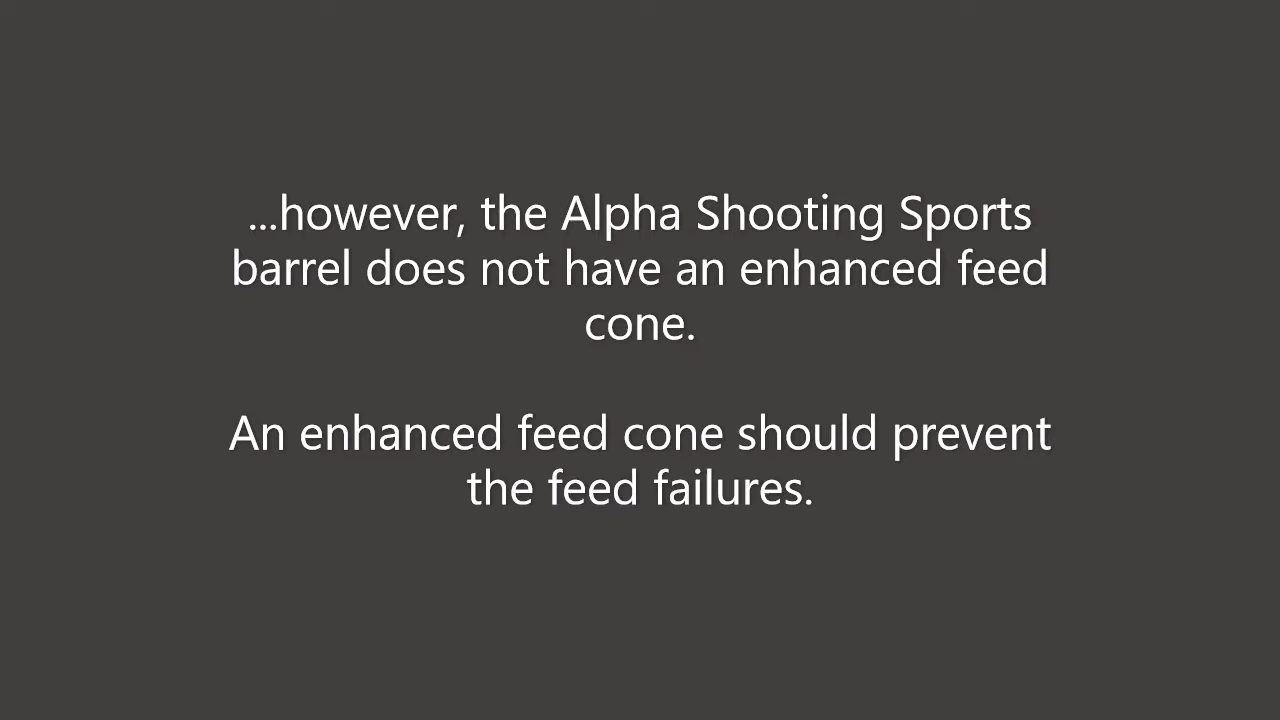 ...however, the Alpha Shooting Sports
barrel does not have an enhanced feed
cone.
An enhanced feed cone should prevent
the feed failures.